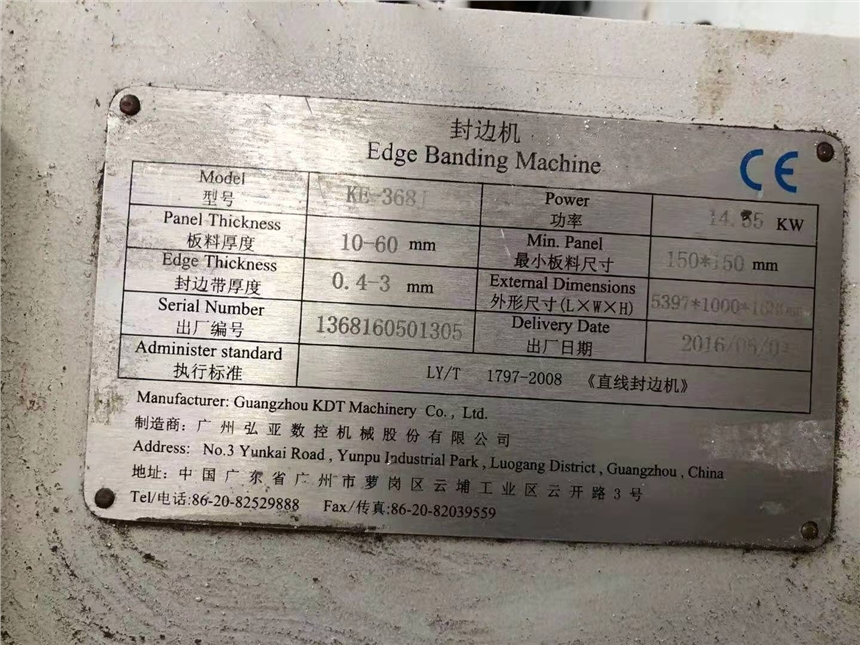 封边机
Edge Banding Machine
CE
Model
型号
KE-368J
Power
功率
14.55 KW
Panel Thickness
板料厚度
10-60 mm
Min. Panel
最小板料尺寸
150*150 mm
Edge Thickness
封边带厚度
0.4-3 mm
External Dimensions
外形尺寸(L×W×H)
5397*1000*1680mm
Serial Number
出厂编号
1368160501305
Delivery Date
出厂日期
Administer standard
执行标准
LY/T 1797-2008 《直线封边机》
Manufacturer: Guangzhou KDT Machinery Co., Ltd.
制造商: 广州弘亚数控机械股份有限公司
Address: No.3 Yunkai Road, Yunpu Industrial Park, Luogang District, Guangzhou, China
地址: 中国广东省广州市萝岗区云埔工业区云开路3号
Tel/电话:86-20-82529888 Fax/传真:86-20-82039559